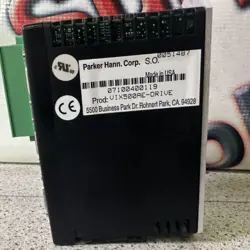 Parker Hann. Corp. S.O. 0051487
Made in USA
07100400119
Prod: VIX500AE-DRIVE
5500 Business Park Dr. Rohnert Park, CA. 94928
CE